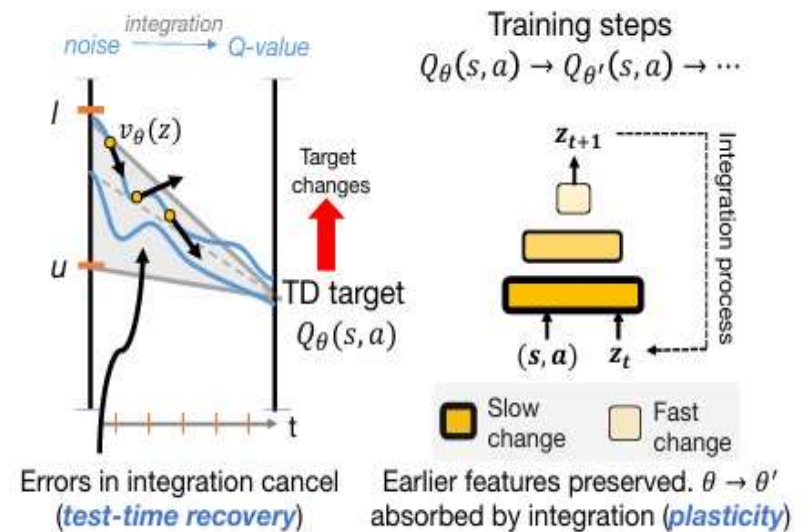 integration
noise → Q-value
l
v_θ(z)
u
Target
changes
TD target
Q_θ(s, a)
t
Errors in integration cancel
(test-time recovery)
Training steps
Q_θ(s, a) → Q_θ′(s, a) → ⋯
z_{t+1}
Integration process
(s, a)
z_t
Slow
change
Fast
change
Earlier features preserved. θ → θ′
absorbed by integration (plasticity)